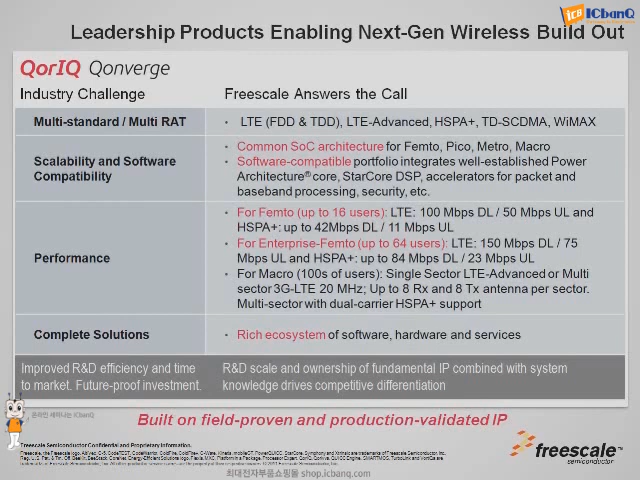 ICbanQ
Leadership Products Enabling Next-Gen Wireless Build Out
QorIQ Qonverge
Industry Challenge
Freescale Answers the Call
Multi-standard / Multi RAT
• LTE (FDD & TDD), LTE-Advanced, HSPA+, TD-SCDMA, WiMAX
Scalability and Software
Compatibility
• Common SoC architecture for Femto, Pico, Metro, Macro
• Software-compatible portfolio integrates well-established Power
Architecture® core, StarCore DSP, accelerators for packet and
baseband processing, security, etc.
Performance
• For Femto (up to 16 users): LTE: 100 Mbps DL / 50 Mbps UL and
HSPA+: up to 42Mbps DL / 11 Mbps UL
• For Enterprise-Femto (up to 64 users): LTE: 150 Mbps DL / 75
Mbps UL and HSPA+: up to 84 Mbps DL / 23 Mbps UL
• For Macro (100s of users): Single Sector LTE-Advanced or Multi
sector 3G-LTE 20 MHz; Up to 8 Rx and 8 Tx antenna per sector.
Multi-sector with dual-carrier HSPA+ support
Complete Solutions
• Rich ecosystem of software, hardware and services
Improved R&D efficiency and time
to market. Future-proof investment.
R&D scale and ownership of fundamental IP combined with system
knowledge drives competitive differentiation
Built on field-proven and production-validated IP
Freescale Semiconductor Confidential and Proprietary Information.
freescale
semiconductor
최대전자부품쇼핑몰 shop.icbanq.com